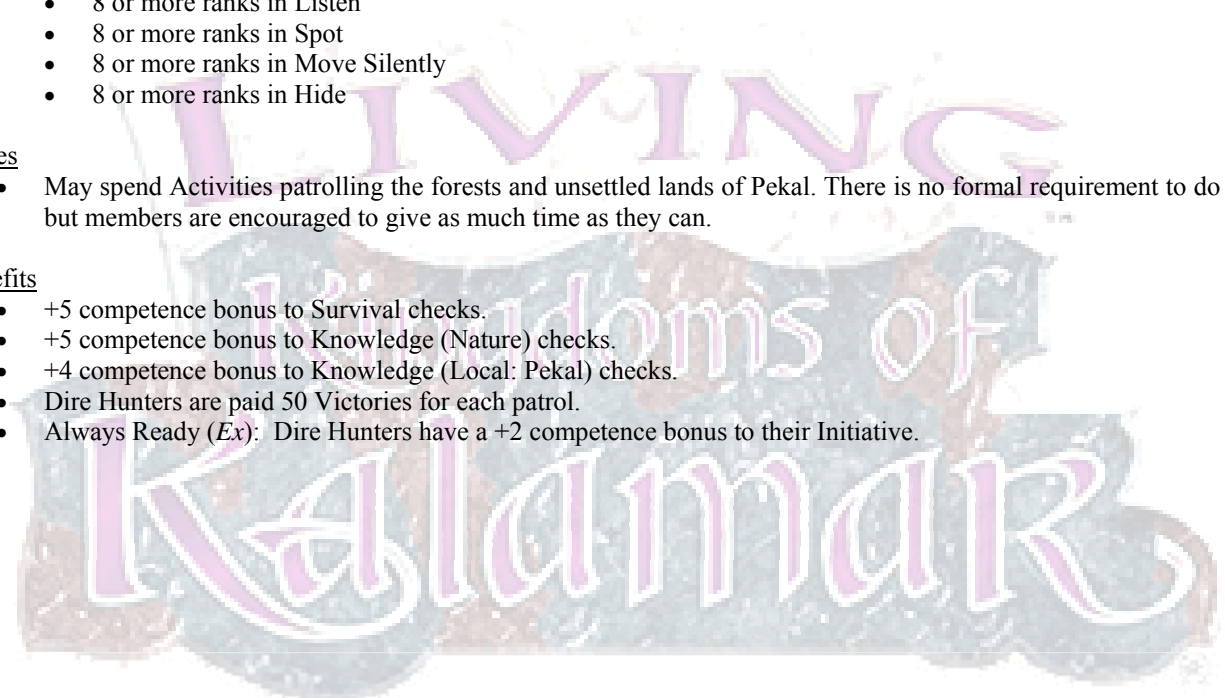 • 8 or more ranks in Listen
• 8 or more ranks in Spot
• 8 or more ranks in Move Silently
• 8 or more ranks in Hide
es
• May spend Activities patrolling the forests and unsettled lands of Pekal. There is no formal requirement to do
but members are encouraged to give as much time as they can.
efits
• +5 competence bonus to Survival checks.
• +5 competence bonus to Knowledge (Nature) checks.
• +4 competence bonus to Knowledge (Local: Pekal) checks.
• Dire Hunters are paid 50 Victories for each patrol.
• Always Ready (Ex): Dire Hunters have a +2 competence bonus to their Initiative.
LIVING
Kingdoms of
Kalamar